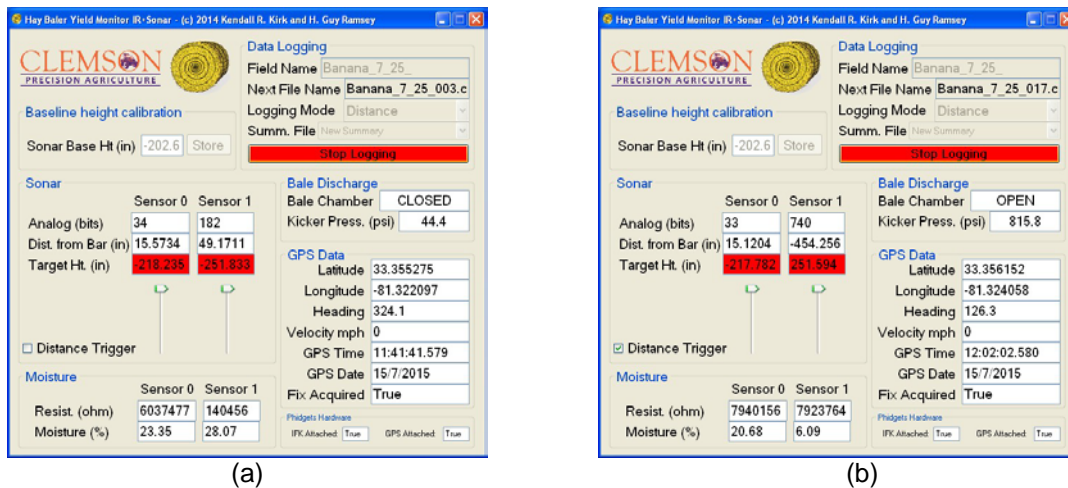 Hay Baler Yield Monitor IR-Sonar - (c) 2014 Kendall R. Kirk and H. Guy Ramsey
CLEMSON
PRECISION AGRICULTURE
Data Logging
Field Name Banana_7_25_
Next File Name Banana_7_25_003.c
Logging Mode Distance
Summ. File New Summary
Stop Logging
Baseline height calibration
Sonar Base Ht (in) -202.6 Store
Sonar
Sensor 0 Sensor 1
Analog (bits) 34 182
Dist. from Bar (in) 15.5734 49.1711
Target Ht. (in) -218.235 -251.833
Distance Trigger
Bale Discharge
Bale Chamber CLOSED
Kicker Press. (psi) 44.4
GPS Data
Latitude 33.355275
Longitude -81.322097
Heading 324.1
Velocity mph 0
GPS Time 11:41:41.579
GPS Date 15/7/2015
Fix Acquired True
Moisture
Sensor 0 Sensor 1
Resist. (ohm) 6037477 140456
Moisture (%) 23.35 28.07
Phidgets Hardware
IFK Attached True GPS Attached True
(a)
Hay Baler Yield Monitor IR-Sonar - (c) 2014 Kendall R. Kirk and H. Guy Ramsey
CLEMSON
PRECISION AGRICULTURE
Data Logging
Field Name Banana_7_25_
Next File Name Banana_7_25_017.c
Logging Mode Distance
Summ. File New Summary
Stop Logging
Baseline height calibration
Sonar Base Ht (in) -202.6 Store
Sonar
Sensor 0 Sensor 1
Analog (bits) 33 740
Dist. from Bar (in) 15.1204 -454.256
Target Ht. (in) -217.782 251.594
Distance Trigger
Bale Discharge
Bale Chamber OPEN
Kicker Press. (psi) 815.8
GPS Data
Latitude 33.356152
Longitude -81.324058
Heading 126.3
Velocity mph 0
GPS Time 12:02:02.580
GPS Date 15/7/2015
Fix Acquired True
Moisture
Sensor 0 Sensor 1
Resist. (ohm) 7940156 7923764
Moisture (%) 20.68 6.09
Phidgets Hardware
IFK Attached True GPS Attached True
(b)